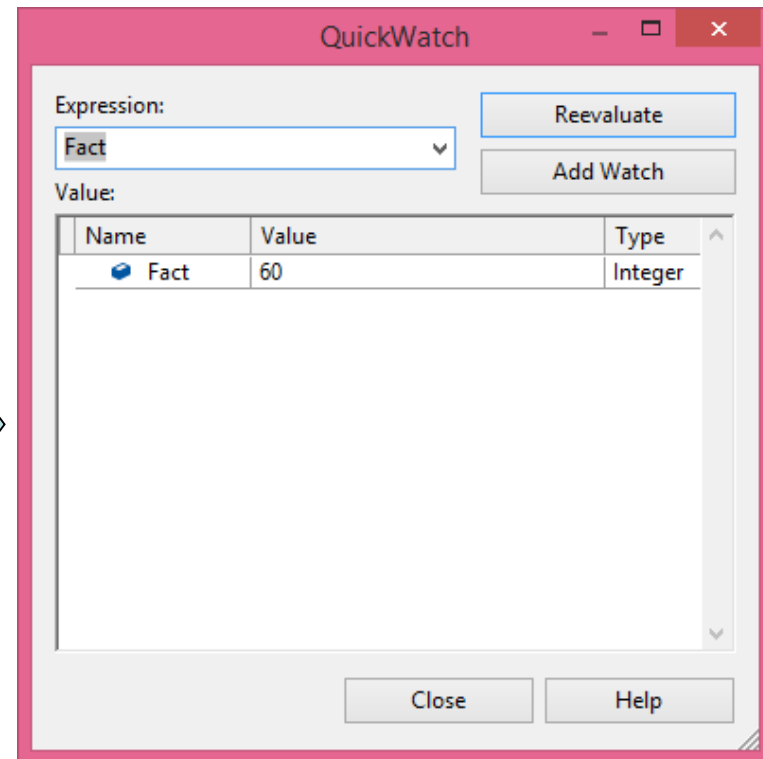 QuickWatch
Expression:
Reevaluate
Fact
Add Watch
Value:
Name Value Type
Fact 60 Integer
Close Help